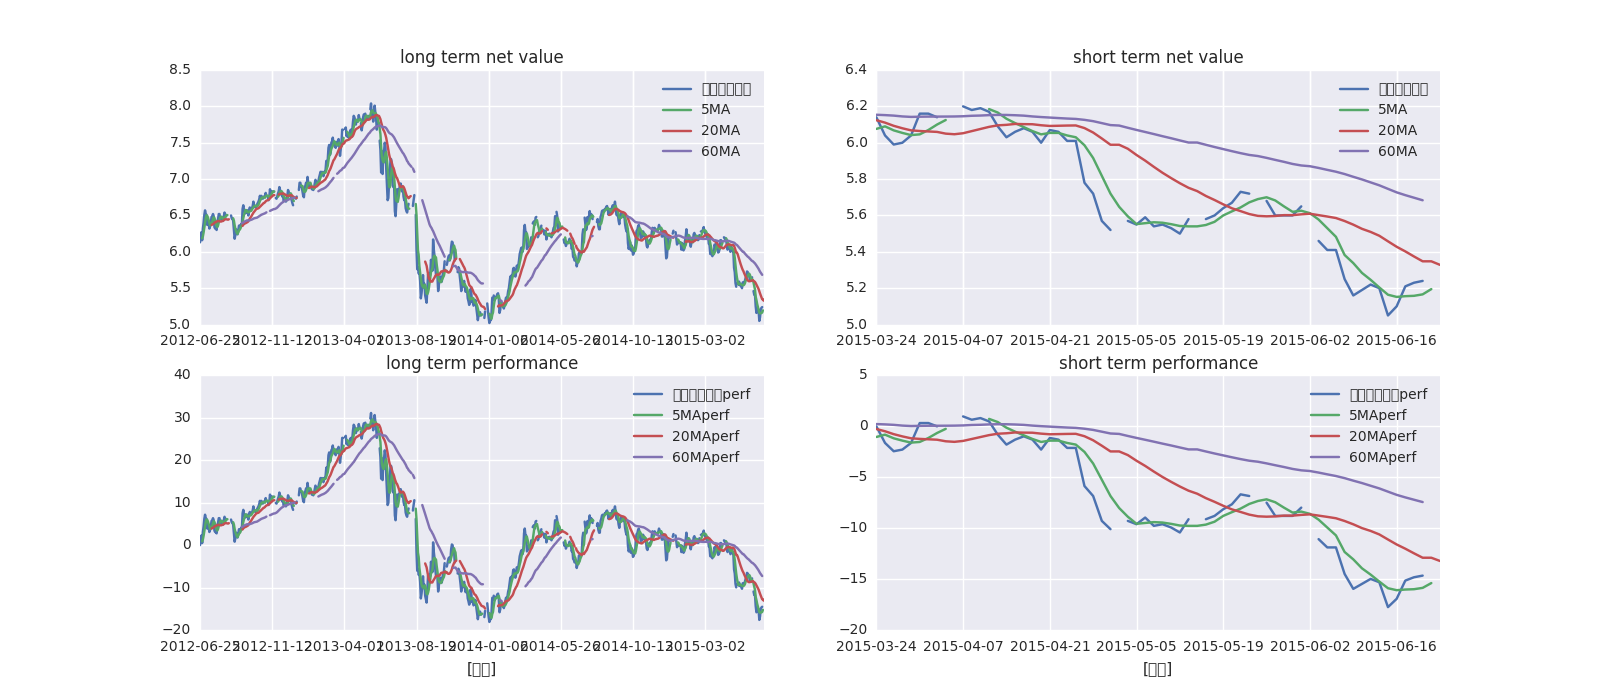 long term net value
8.5
8.0
7.5
7.0
6.5
6.0
5.5
5.0
5MA
20MA
60MA
2012-06-25 2012-11-12 2013-04-01 2013-08-19 2014-01-06 2014-05-26 2014-10-13 2015-03-02
short term net value
6.4
6.2
6.0
5.8
5.6
5.4
5.2
5.0
5MA
20MA
60MA
2015-03-24 2015-04-07 2015-04-21 2015-05-05 2015-05-19 2015-06-02 2015-06-16
long term performance
40
30
20
10
0
−10
−20
perf
5MAperf
20MAperf
60MAperf
2012-06-25 2012-11-12 2013-04-01 2013-08-19 2014-01-06 2014-05-26 2014-10-13 2015-03-02
short term performance
5
0
−5
−10
−15
−20
perf
5MAperf
20MAperf
60MAperf
2015-03-24 2015-04-07 2015-04-21 2015-05-05 2015-05-19 2015-06-02 2015-06-16